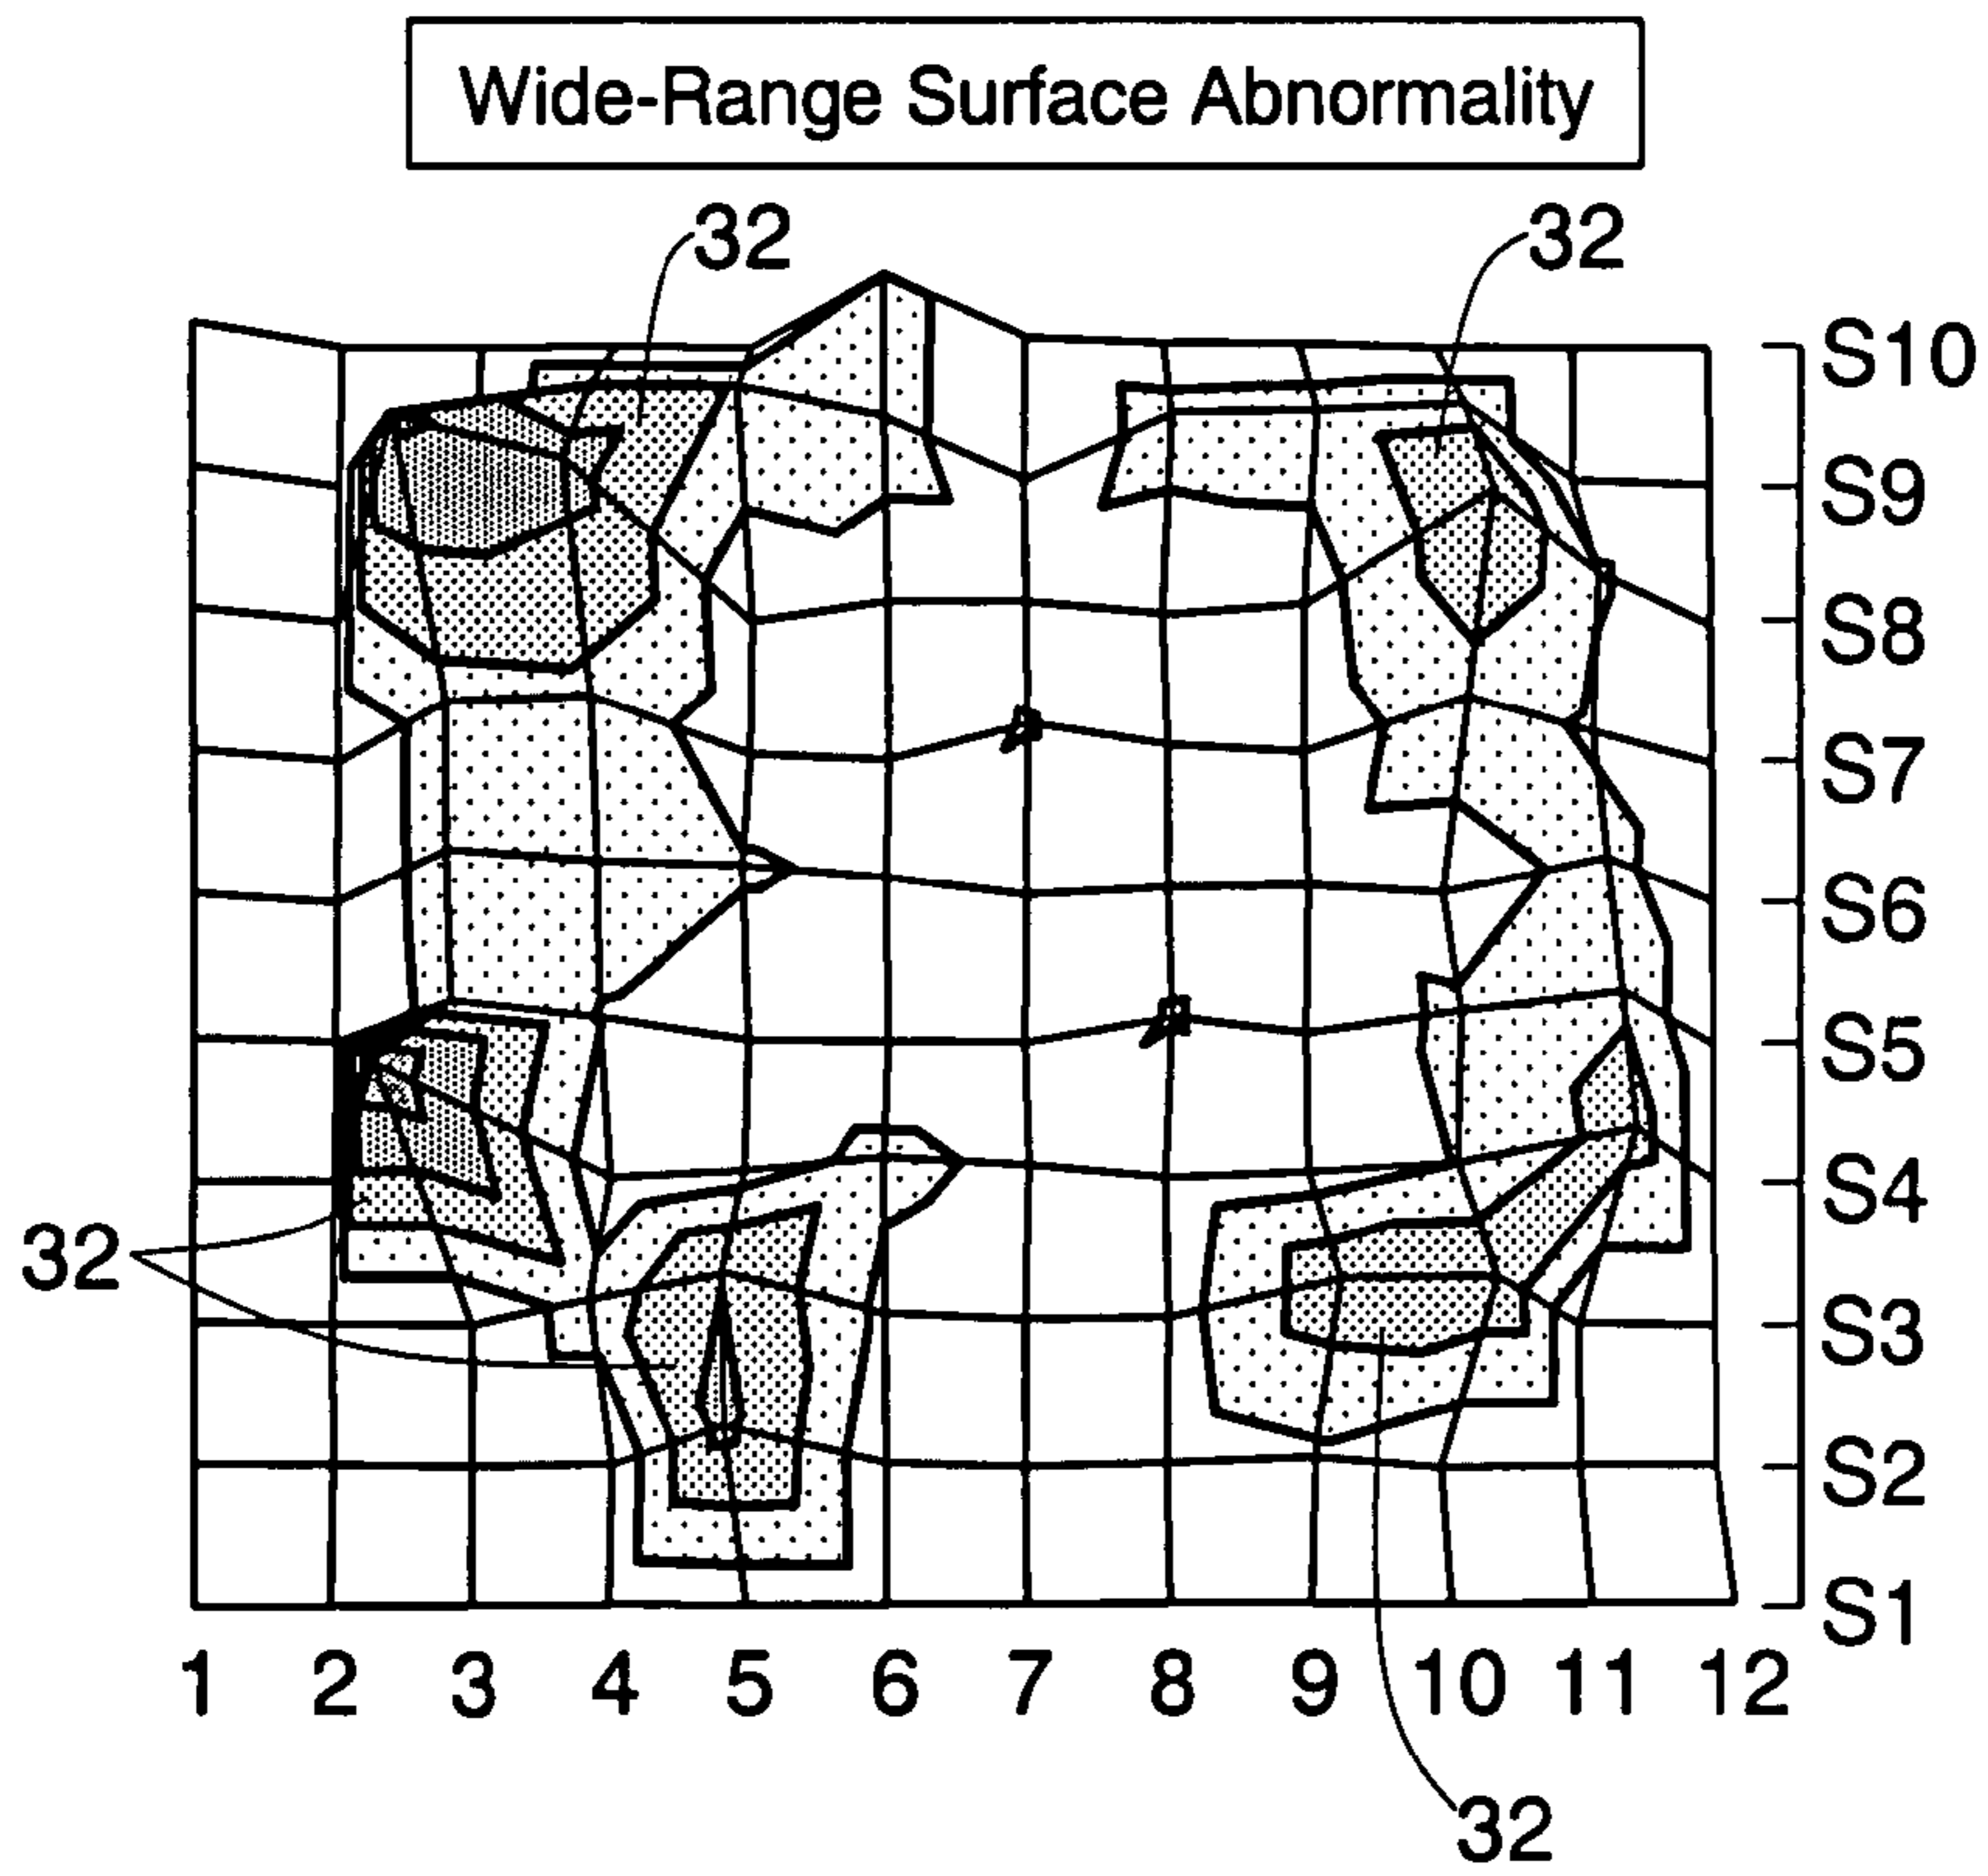 Wide-Range Surface Abnormality
32 32
S10
S9
S8
S7
S6
S5
S4
32
S3
S2
S1
1 2 3 4 5 6 7 8 9 10 11 12
32